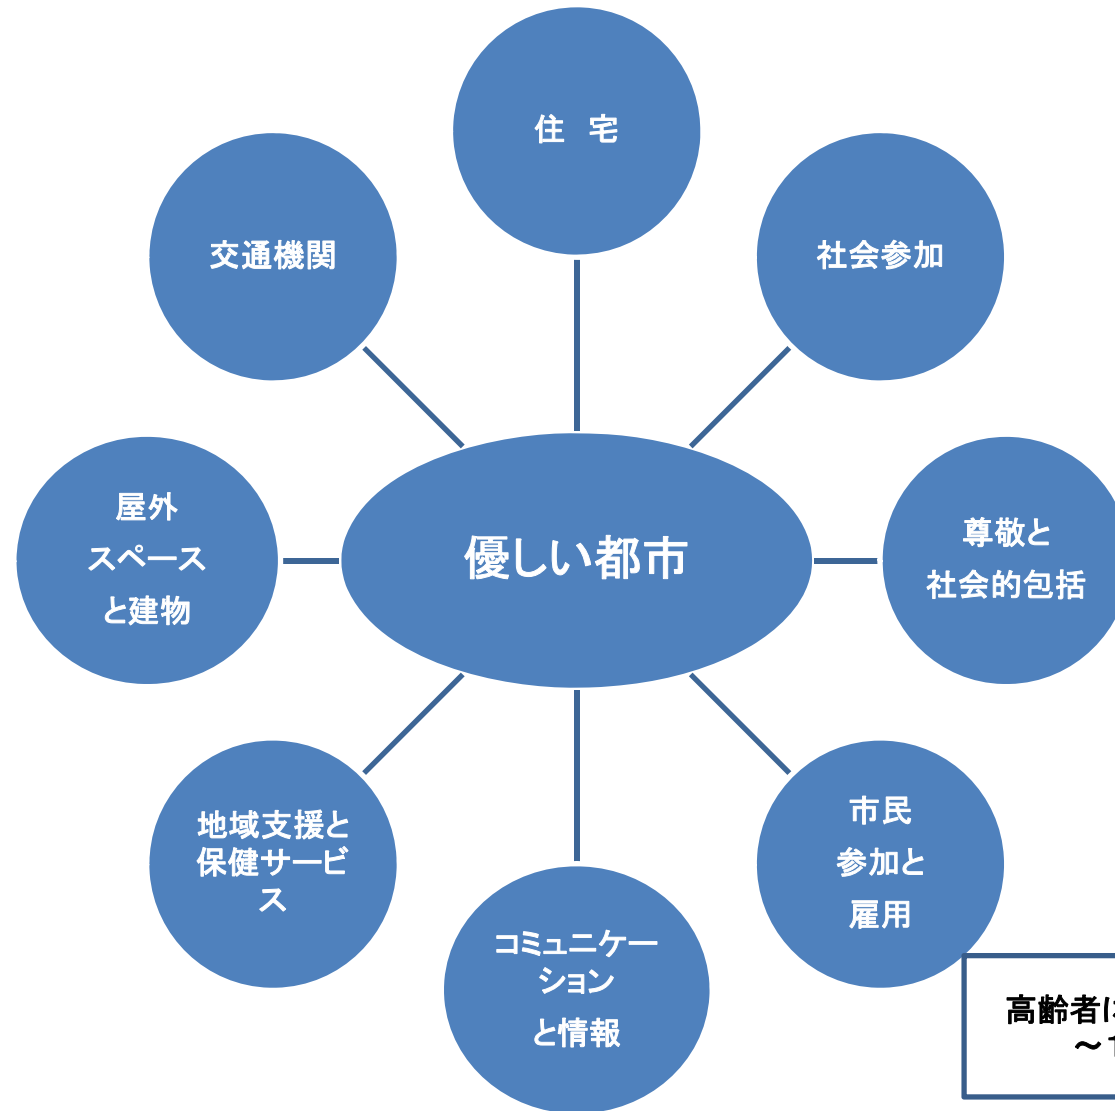 住　宅
交通機関
社会参加
屋外
スペース
と建物
優しい都市
尊敬と
社会的包括
地域支援と
保健サービ
ス
市民
参加と
雇用
コミュニケー
ション
と情報
高齢者に
～1